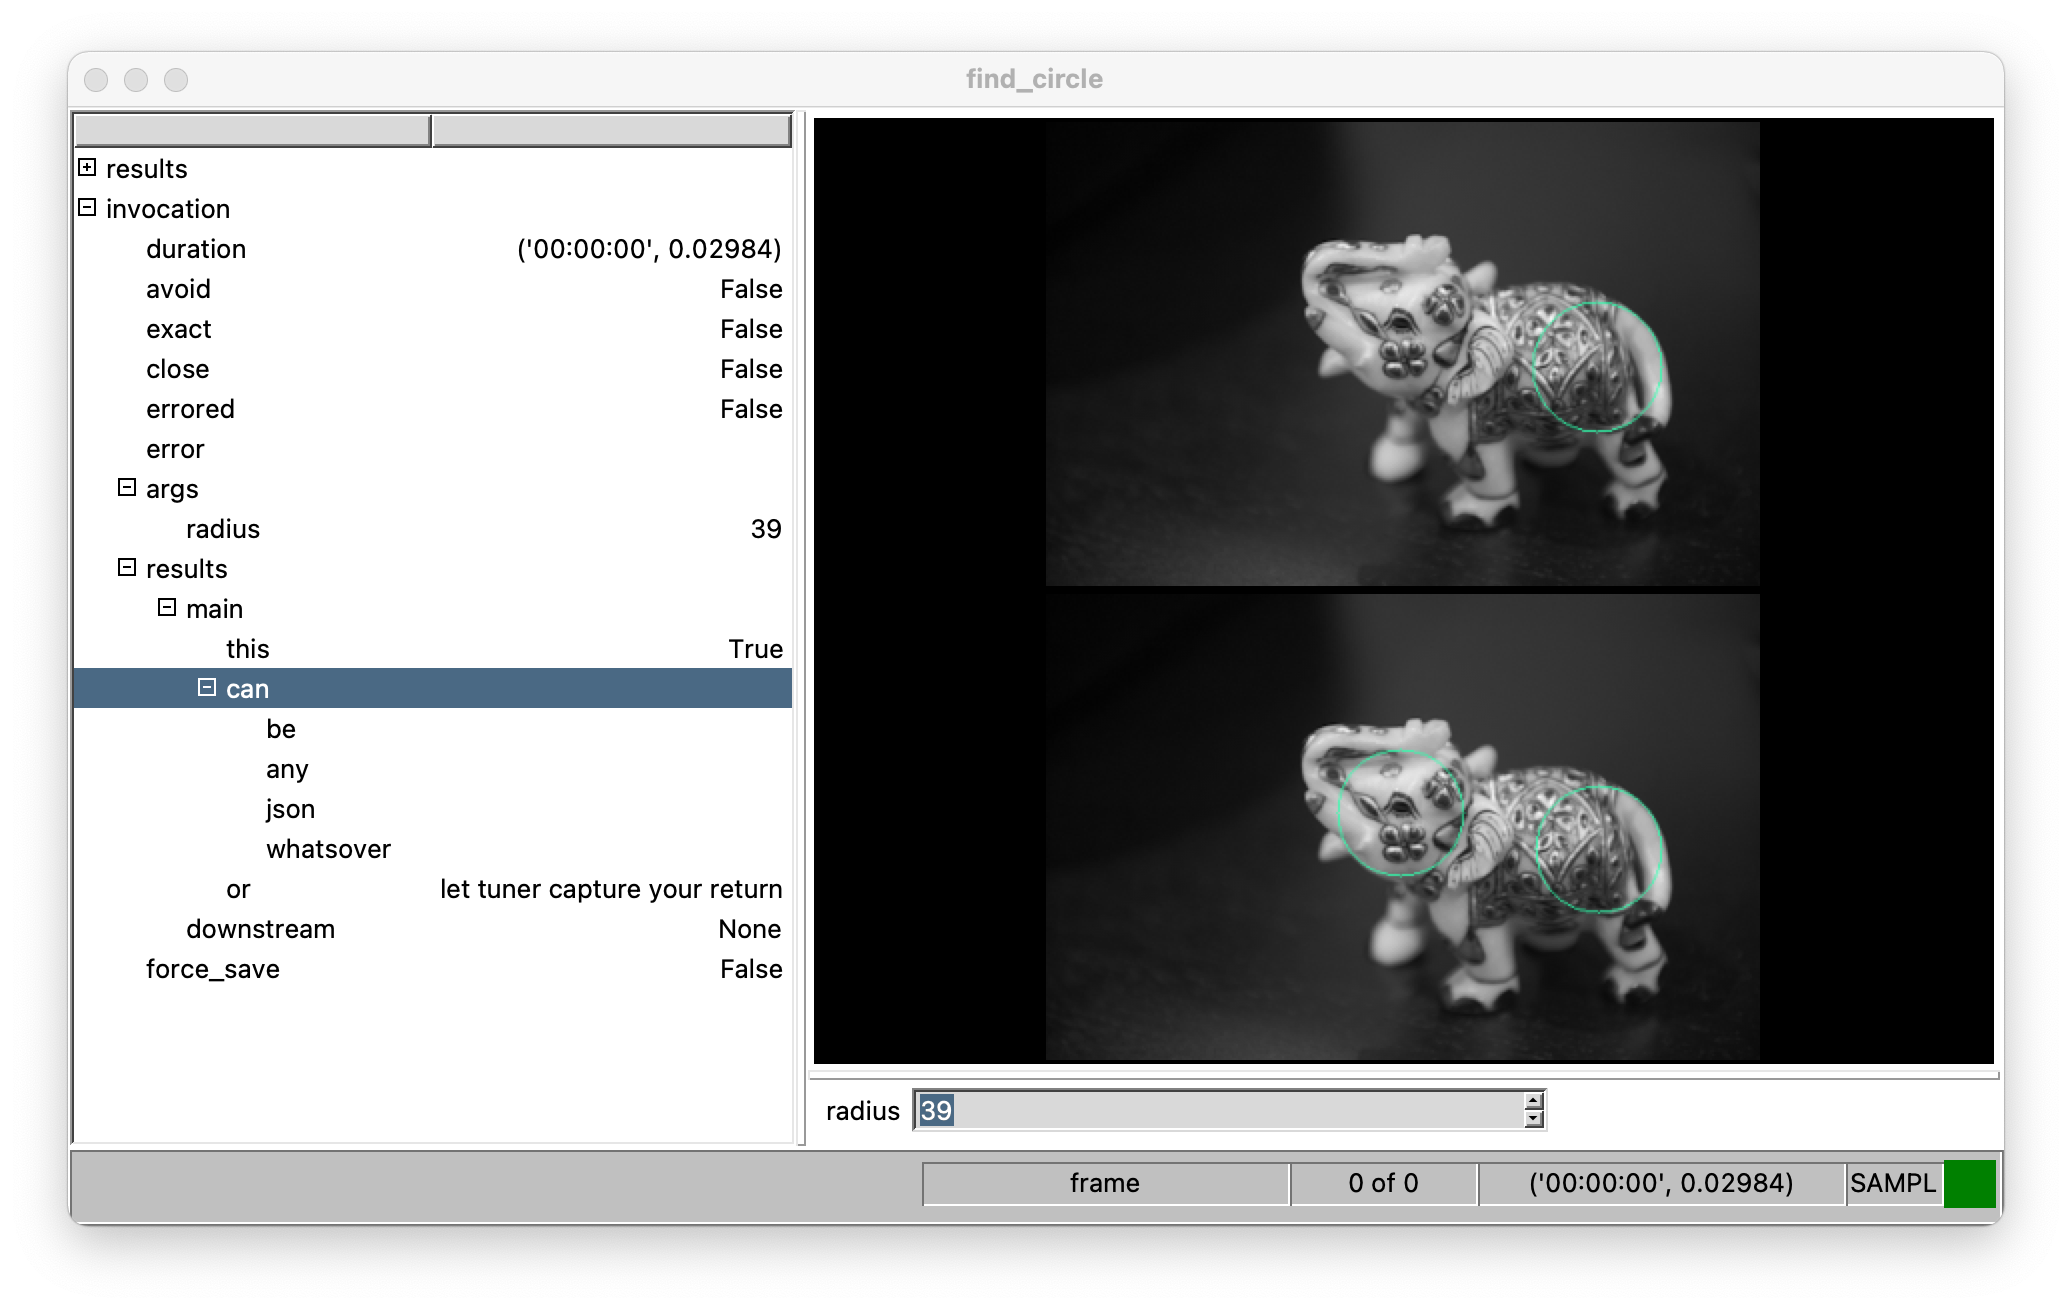 find_circle
results
invocation
duration ('00:00:00', 0.02984)
avoid False
exact False
close False
errored False
error
args
radius 39
results
main
this True
can
be
any
json
whatsover
or let tuner capture your return
downstream None
force_save False
radius 39
frame 0 of 0 ('00:00:00', 0.02984) SAMPL